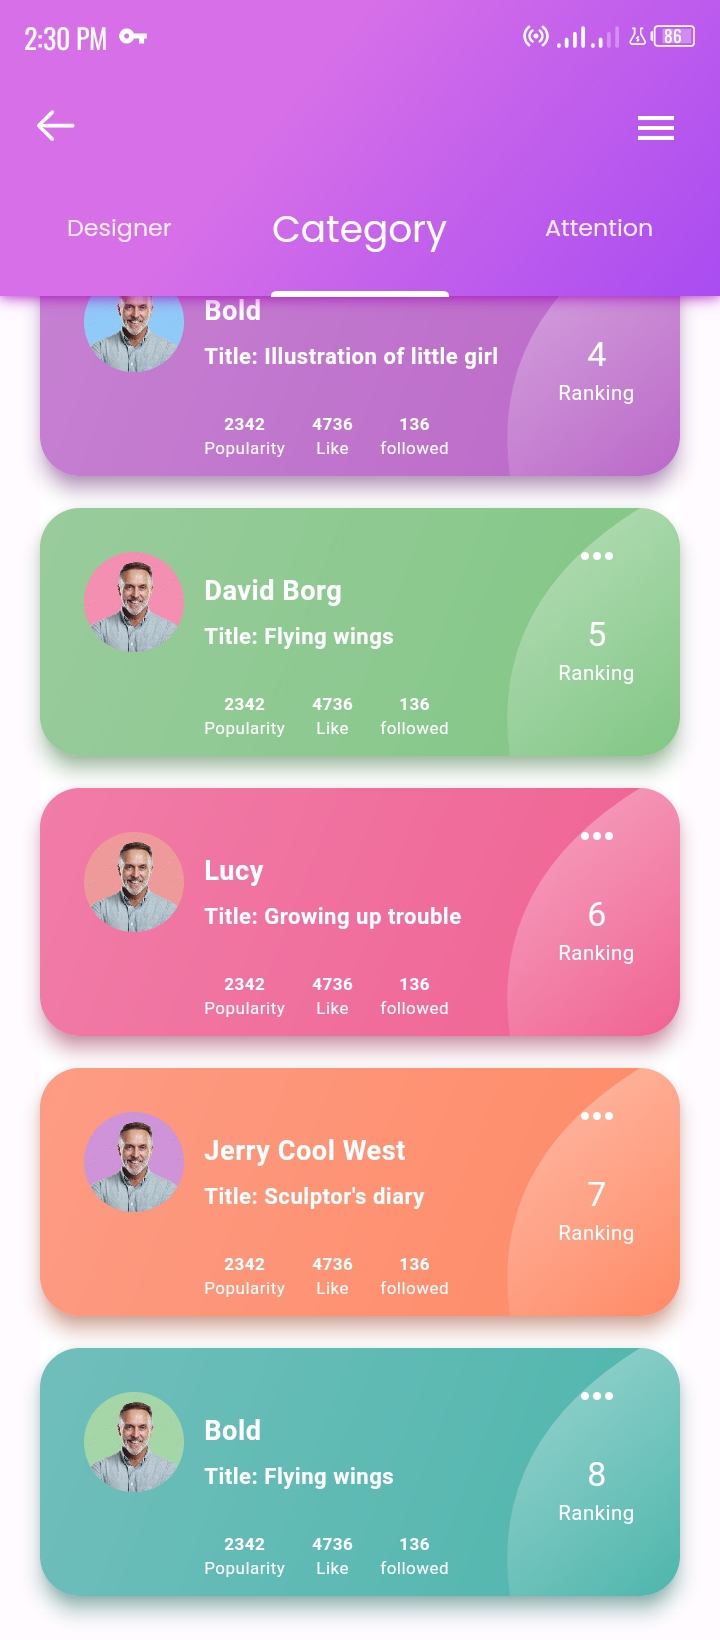 2:30 PM 86
Designer Category Attention
Bold
Title: Illustration of little girl
4
Ranking
2342 4736 136
Popularity Like followed
David Borg
Title: Flying wings
5
Ranking
2342 4736 136
Popularity Like followed
Lucy
Title: Growing up trouble
6
Ranking
2342 4736 136
Popularity Like followed
Jerry Cool West
Title: Sculptor's diary
7
Ranking
2342 4736 136
Popularity Like followed
Bold
Title: Flying wings
8
Ranking
2342 4736 136
Popularity Like followed